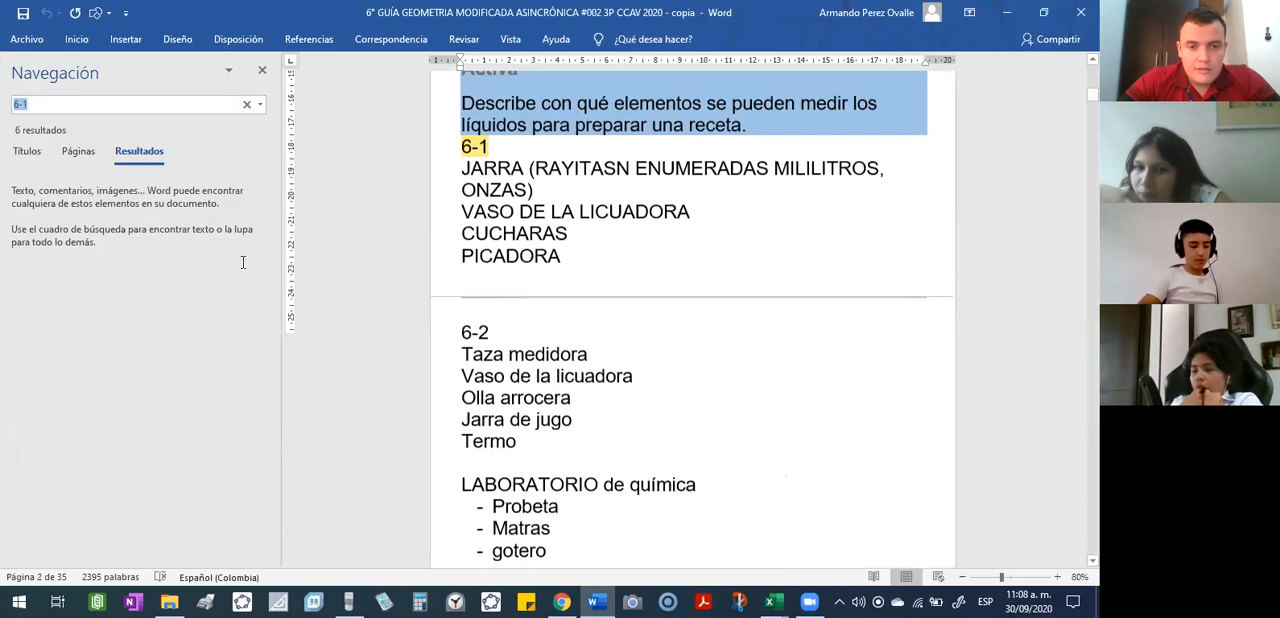 6° GUÍA GEOMETRIA MODIFICADA ASINCRÓNICA #002 3P CCAV 2020 - copia - Word
Armando Perez Ovalle
Archivo Inicio Insertar Diseño Disposición Referencias Correspondencia Revisar Vista Ayuda ¿Qué desea hacer? Compartir
Navegación
6-1
6 resultados
Títulos Páginas Resultados
Texto, comentarios, imágenes... Word puede encontrar
cualquiera de estos elementos en su documento.
Use el cuadro de búsqueda para encontrar texto o la lupa
para todo lo demás.
Activa
Describe con qué elementos se pueden medir los
líquidos para preparar una receta.
6-1
JARRA (RAYITASN ENUMERADAS MILILITROS,
ONZAS)
VASO DE LA LICUADORA
CUCHARAS
PICADORA
6-2
Taza medidora
Vaso de la licuadora
Olla arrocera
Jarra de jugo
Termo
LABORATORIO de química
- Probeta
- Matras
- gotero
Página 2 de 35 2395 palabras Español (Colombia) 80%
ESP
11:08 a. m.
30/09/2020